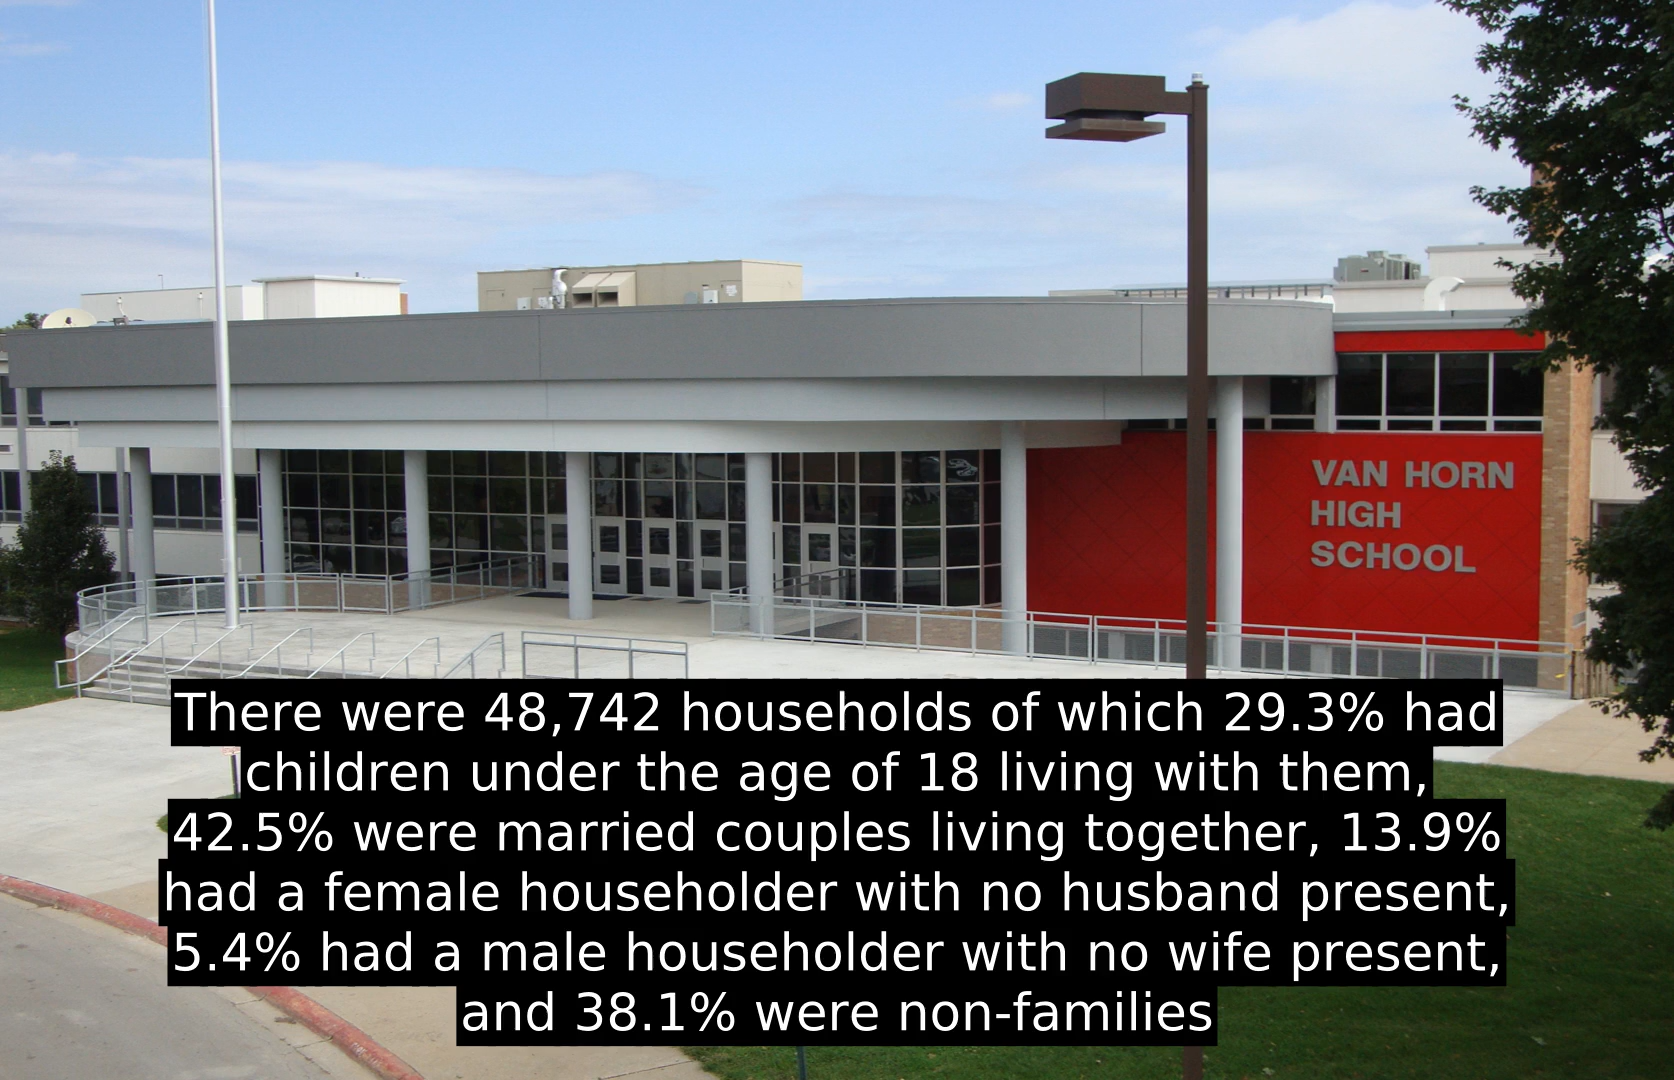 VAN HORN
HIGH
SCHOOL
There were 48,742 households of which 29.3% had
children under the age of 18 living with them,
42.5% were married couples living together, 13.9%
had a female householder with no husband present,
5.4% had a male householder with no wife present,
and 38.1% were non-families